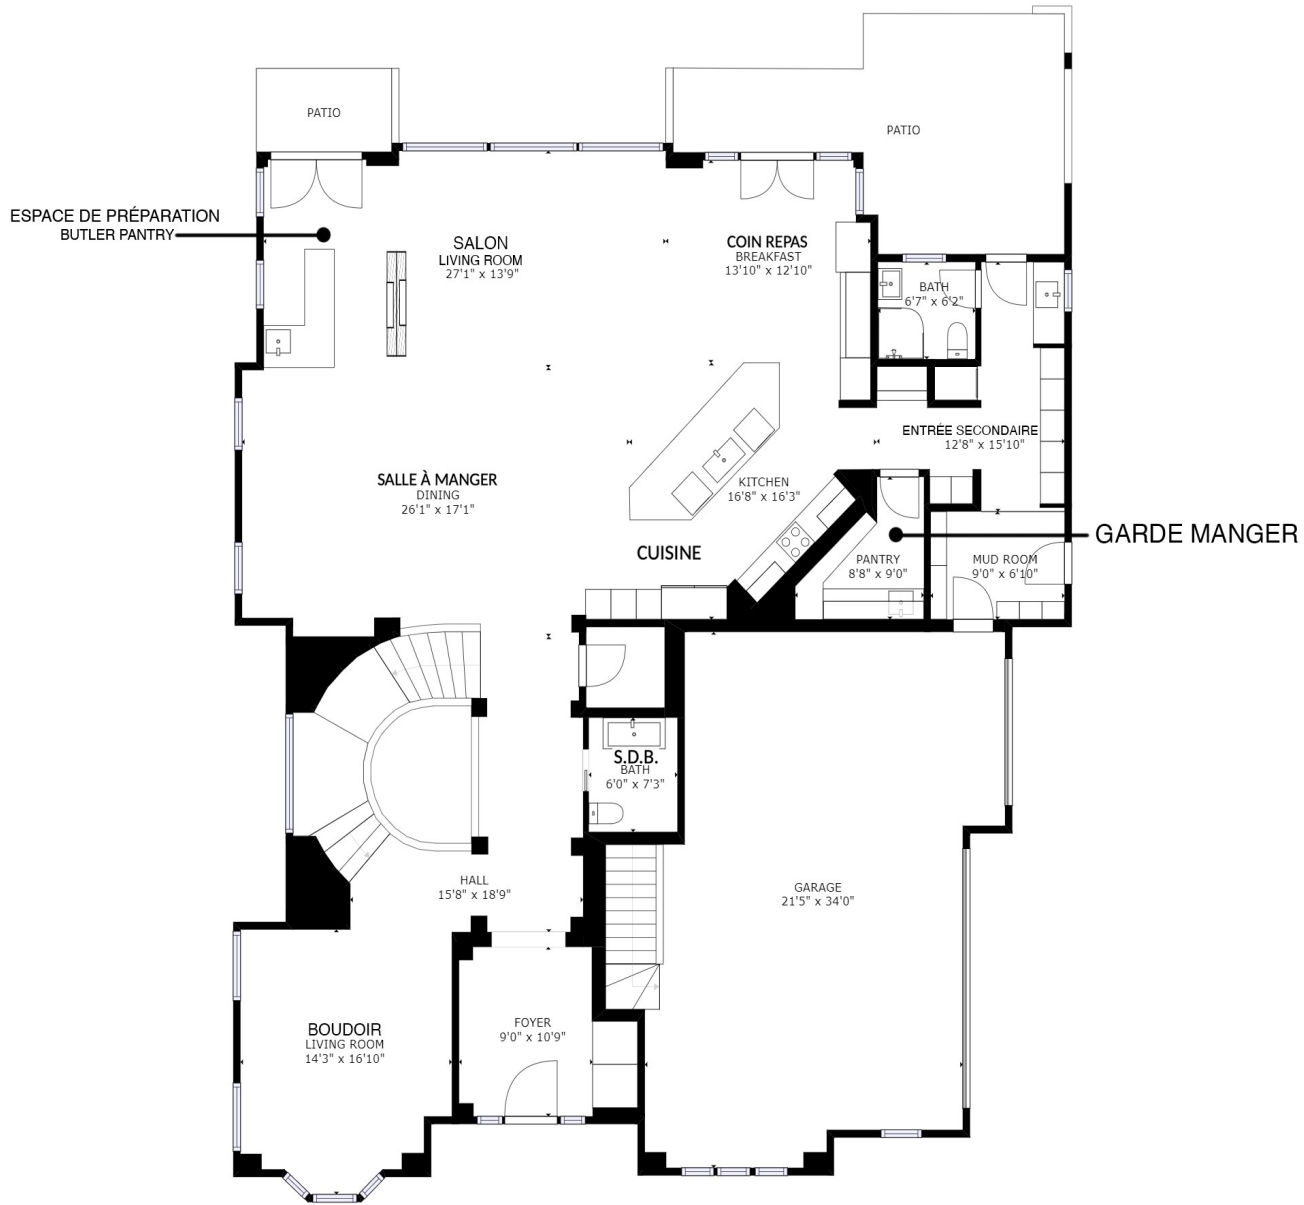 PATIO
PATIO
ESPACE DE PRÉPARATION
BUTLER PANTRY
SALON
LIVING ROOM
27'1" x 13'9"
COIN REPAS
BREAKFAST
13'10" x 12'10"
BATH
6'7" x 6'2"
ENTRÉE SECONDAIRE
12'8" x 15'10"
SALLE À MANGER
DINING
26'1" x 17'1"
KITCHEN
16'8" x 16'3"
CUISINE
GARDE MANGER
PANTRY
8'8" x 9'0"
MUD ROOM
9'0" x 6'10"
S.D.B.
BATH
6'0" x 7'3"
HALL
15'8" x 18'9"
GARAGE
21'5" x 34'0"
FOYER
9'0" x 10'9"
BOUDOIR
LIVING ROOM
14'3" x 16'10"